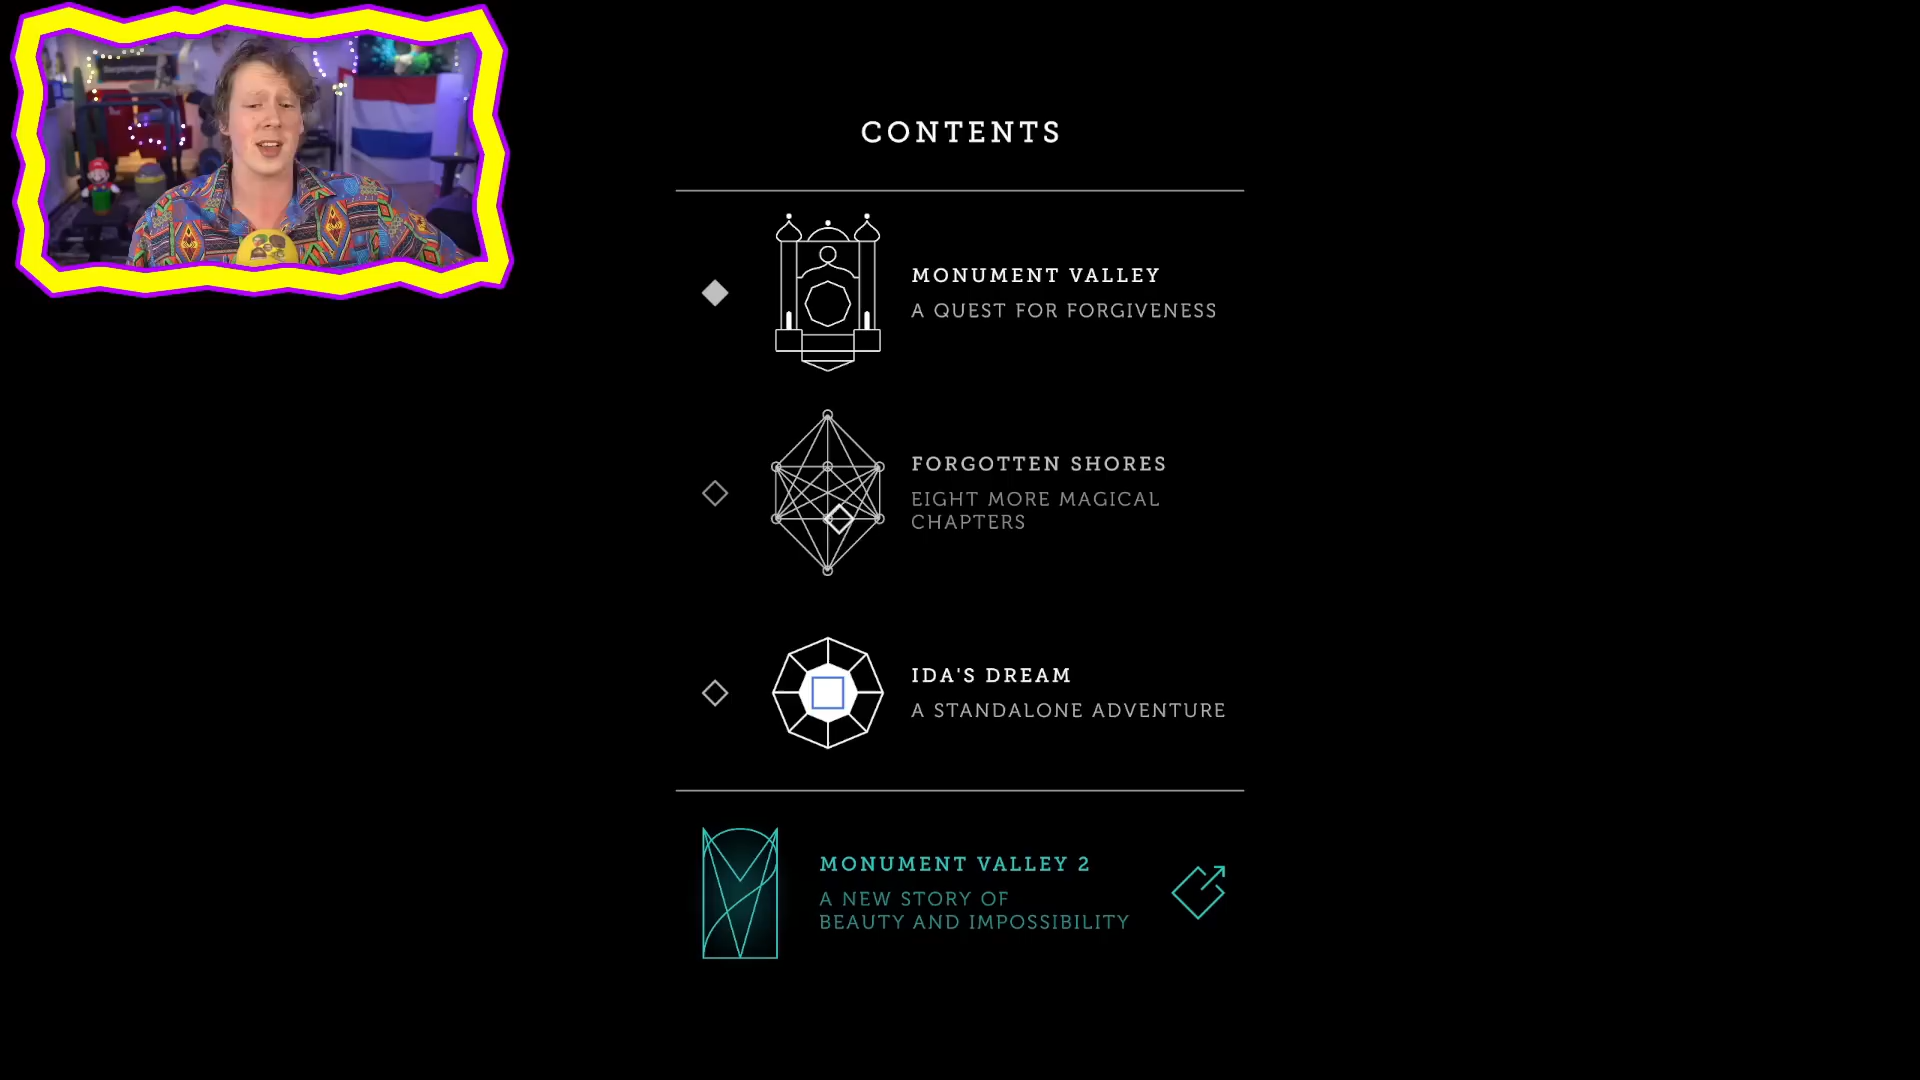 CONTENTS
MONUMENT VALLEY
A QUEST FOR FORGIVENESS
FORGOTTEN SHORES
EIGHT MORE MAGICAL
CHAPTERS
IDA'S DREAM
A STANDALONE ADVENTURE
MONUMENT VALLEY 2
A NEW STORY OF
BEAUTY AND IMPOSSIBILITY